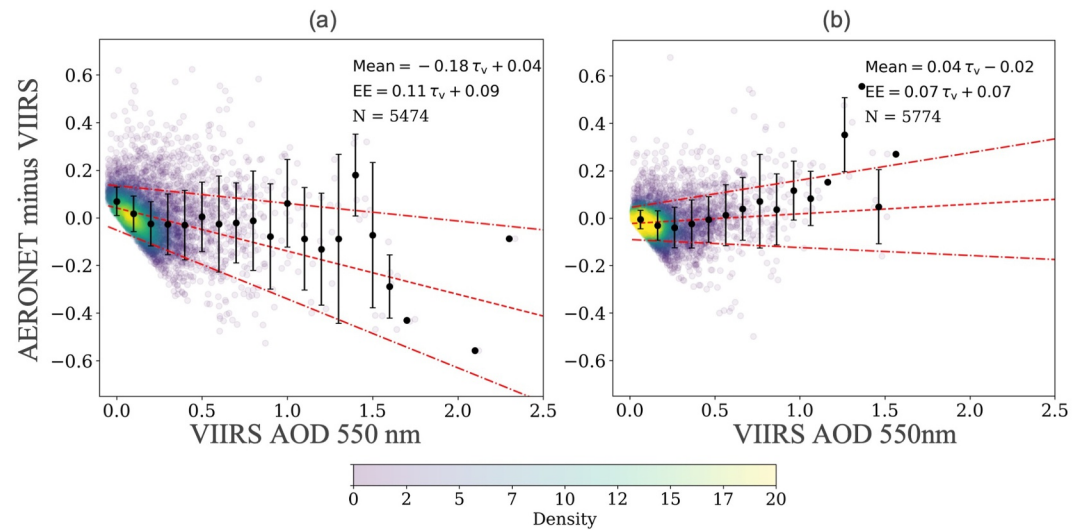 (a)
(b)
AERONET minus VIIRS
Mean = − 0.18 τv + 0.04
EE = 0.11 τv + 0.09
N = 5474
0.6
0.4
0.2
0.0
−0.2
−0.4
−0.6
0.0 0.5 1.0 1.5 2.0 2.5
VIIRS AOD 550 nm
Mean = 0.04 τv − 0.02
EE = 0.07 τv + 0.07
N = 5774
0.6
0.4
0.2
0.0
−0.2
−0.4
−0.6
0.0 0.5 1.0 1.5 2.0 2.5
VIIRS AOD 550nm
0 2 5 7 10 12 15 17 20
Density